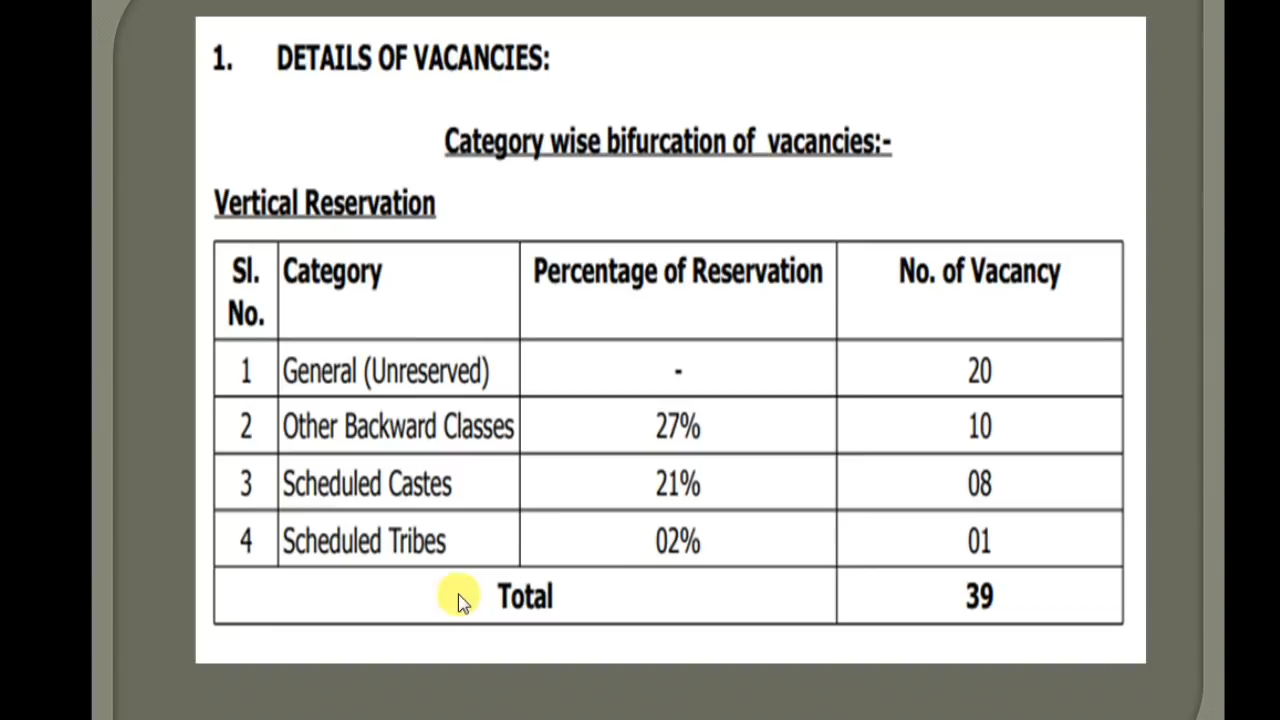 1. DETAILS OF VACANCIES:
Category wise bifurcation of vacancies:-
Vertical Reservation
Sl. No. Category Percentage of Reservation No. of Vacancy
1 General (Unreserved) - 20
2 Other Backward Classes 27% 10
3 Scheduled Castes 21% 08
4 Scheduled Tribes 02% 01
Total 39